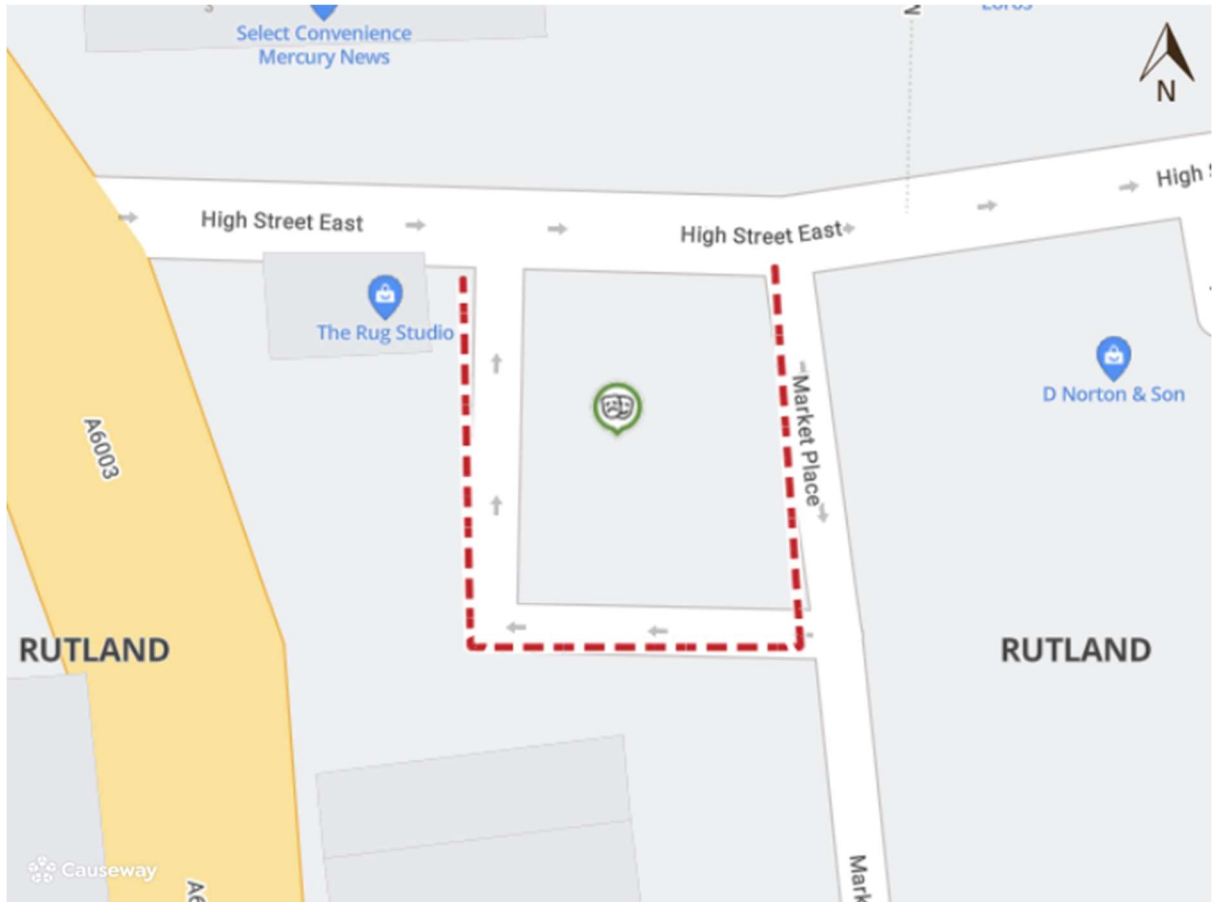 Select Convenience
Mercury News
N
High Street East
High Street East
High
The Rug Studio
Market Place
D Norton & Son
A6003
RUTLAND
RUTLAND
Causeway